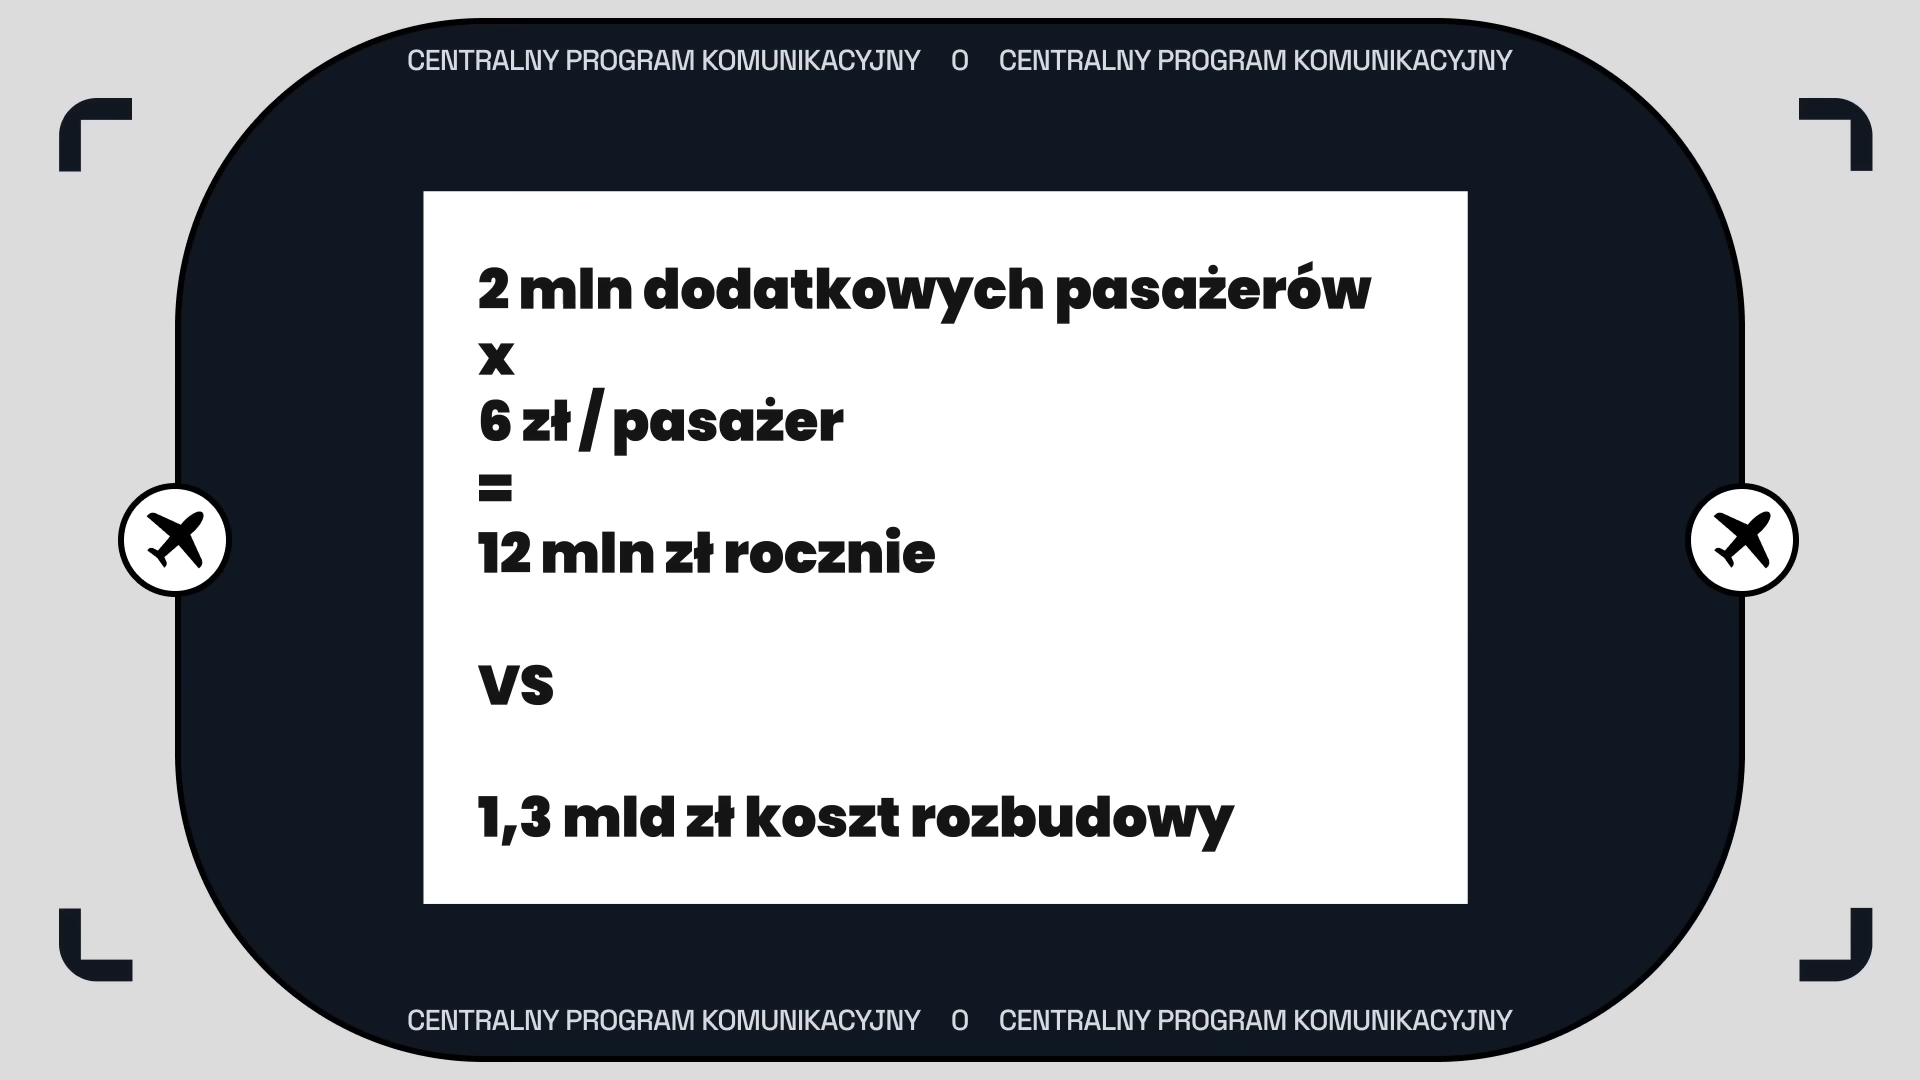 CENTRALNY PROGRAM KOMUNIKACYJNY O CENTRALNY PROGRAM KOMUNIKACYJNY
2 mln dodatkowych pasażerów
x
6 zł / pasażer
=
12 mln zł rocznie
VS
1,3 mld zł koszt rozbudowy
CENTRALNY PROGRAM KOMUNIKACYJNY O CENTRALNY PROGRAM KOMUNIKACYJNY